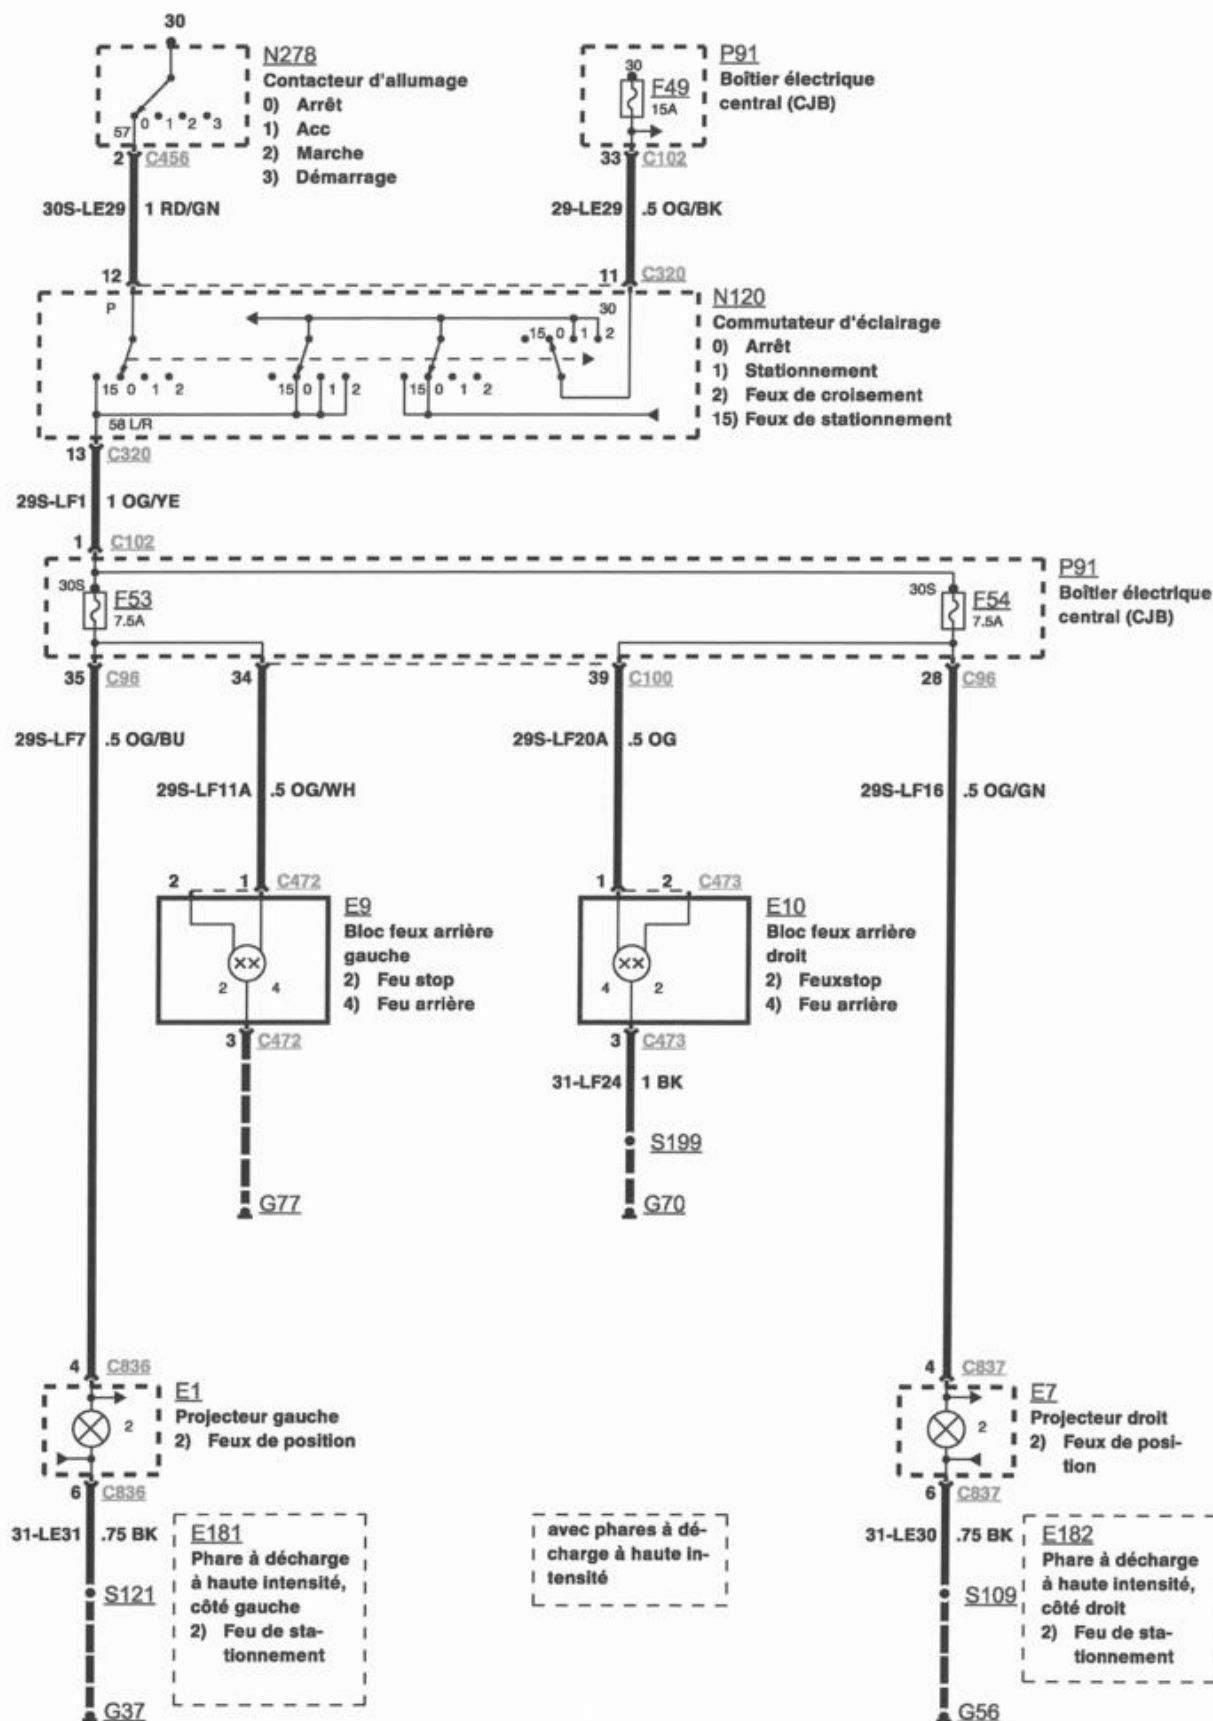 30
N278
Contacteur d'allumage
0) Arrêt
1) Acc
2) Marche
3) Démarrage
57 0 1 2 3
2 C456
30S-LE29 1 RD/GN
P91
Boîtier électrique
central (CJB)
30
F49
15A
33 C102
29-LE29 .5 OG/BK
12
11 C320
N120
Commutateur d'éclairage
0) Arrêt
1) Stationnement
2) Feux de croisement
15) Feux de stationnement
P
30
15 0 1 2
15 0 1 2
15 0 1 2
15 0 1 2
58 L/R
13 C320
29S-LF1 1 OG/YE
1 C102
P91
Boîtier électrique
central (CJB)
30S
F53
7.5A
30S
F54
7.5A
35 C96
34
39 C100
28 C96
29S-LF7 .5 OG/BU
29S-LF20A .5 OG
29S-LF11A .5 OG/WH
29S-LF16 .5 OG/GN
2 1 C472
E9
Bloc feux arrière
gauche
2) Feu stop
4) Feu arrière
2 4
3 C472
G77
1 2 C473
E10
Bloc feux arrière
droit
2) Feuxstop
4) Feu arrière
4 2
3 C473
31-LF24 1 BK
S199
G70
4 C836
E1
Projecteur gauche
2) Feux de position
2
6 C836
31-LE31 .75 BK
S121
G37
E181
Phare à décharge
à haute intensité,
côté gauche
2) Feu de sta-
tionnement
avec phares à dé-
charge à haute in-
tensité
4 C837
E7
Projecteur droit
2) Feux de posi-
tion
2
6 C837
31-LE30 .75 BK
S109
G56
E182
Phare à décharge
à haute intensité,
côté droit
2) Feu de sta-
tionnement